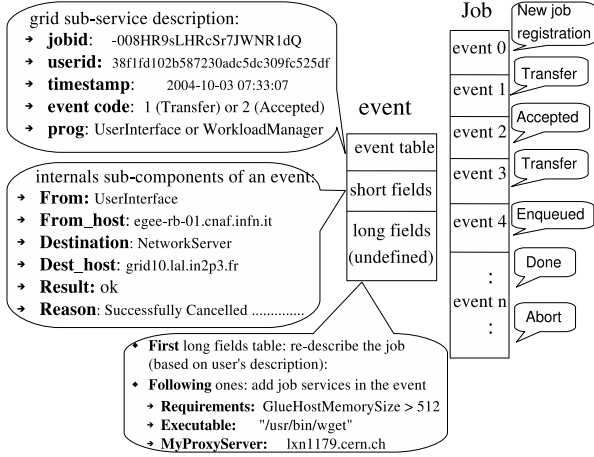 grid sub-service description:
➔ jobid: -008HR9sLHRcSr7JWNR1dQ
➔ userid: 38f1fd102b587230adc5dc309fc525df
➔ timestamp: 2004-10-03 07:33:07
➔ event code: 1 (Transfer) or 2 (Accepted)
➔ prog: UserInterface or WorkloadManager
internals sub-components of an event:
➔ From: UserInterface
➔ From_host: egee-rb-01.cnaf.infn.it
➔ Destination: NetworkServer
➔ Dest_host: grid10.lal.in2p3.fr
➔ Result: ok
➔ Reason: Successfully Cancelled .............
event
event table
short fields
long fields
(undefined)
◆ First long fields table: re-describe the job
(based on user's description):
◆ Following ones: add job services in the event
➔ Requirements: GlueHostMemorySize > 512
➔ Executable: "/usr/bin/wget"
➔ MyProxyServer: lxn1179.cern.ch
Job
event 0
event 1
event 2
event 3
event 4
:
event n
:
New job
registration
Transfer
Accepted
Transfer
Enqueued
Done
Abort